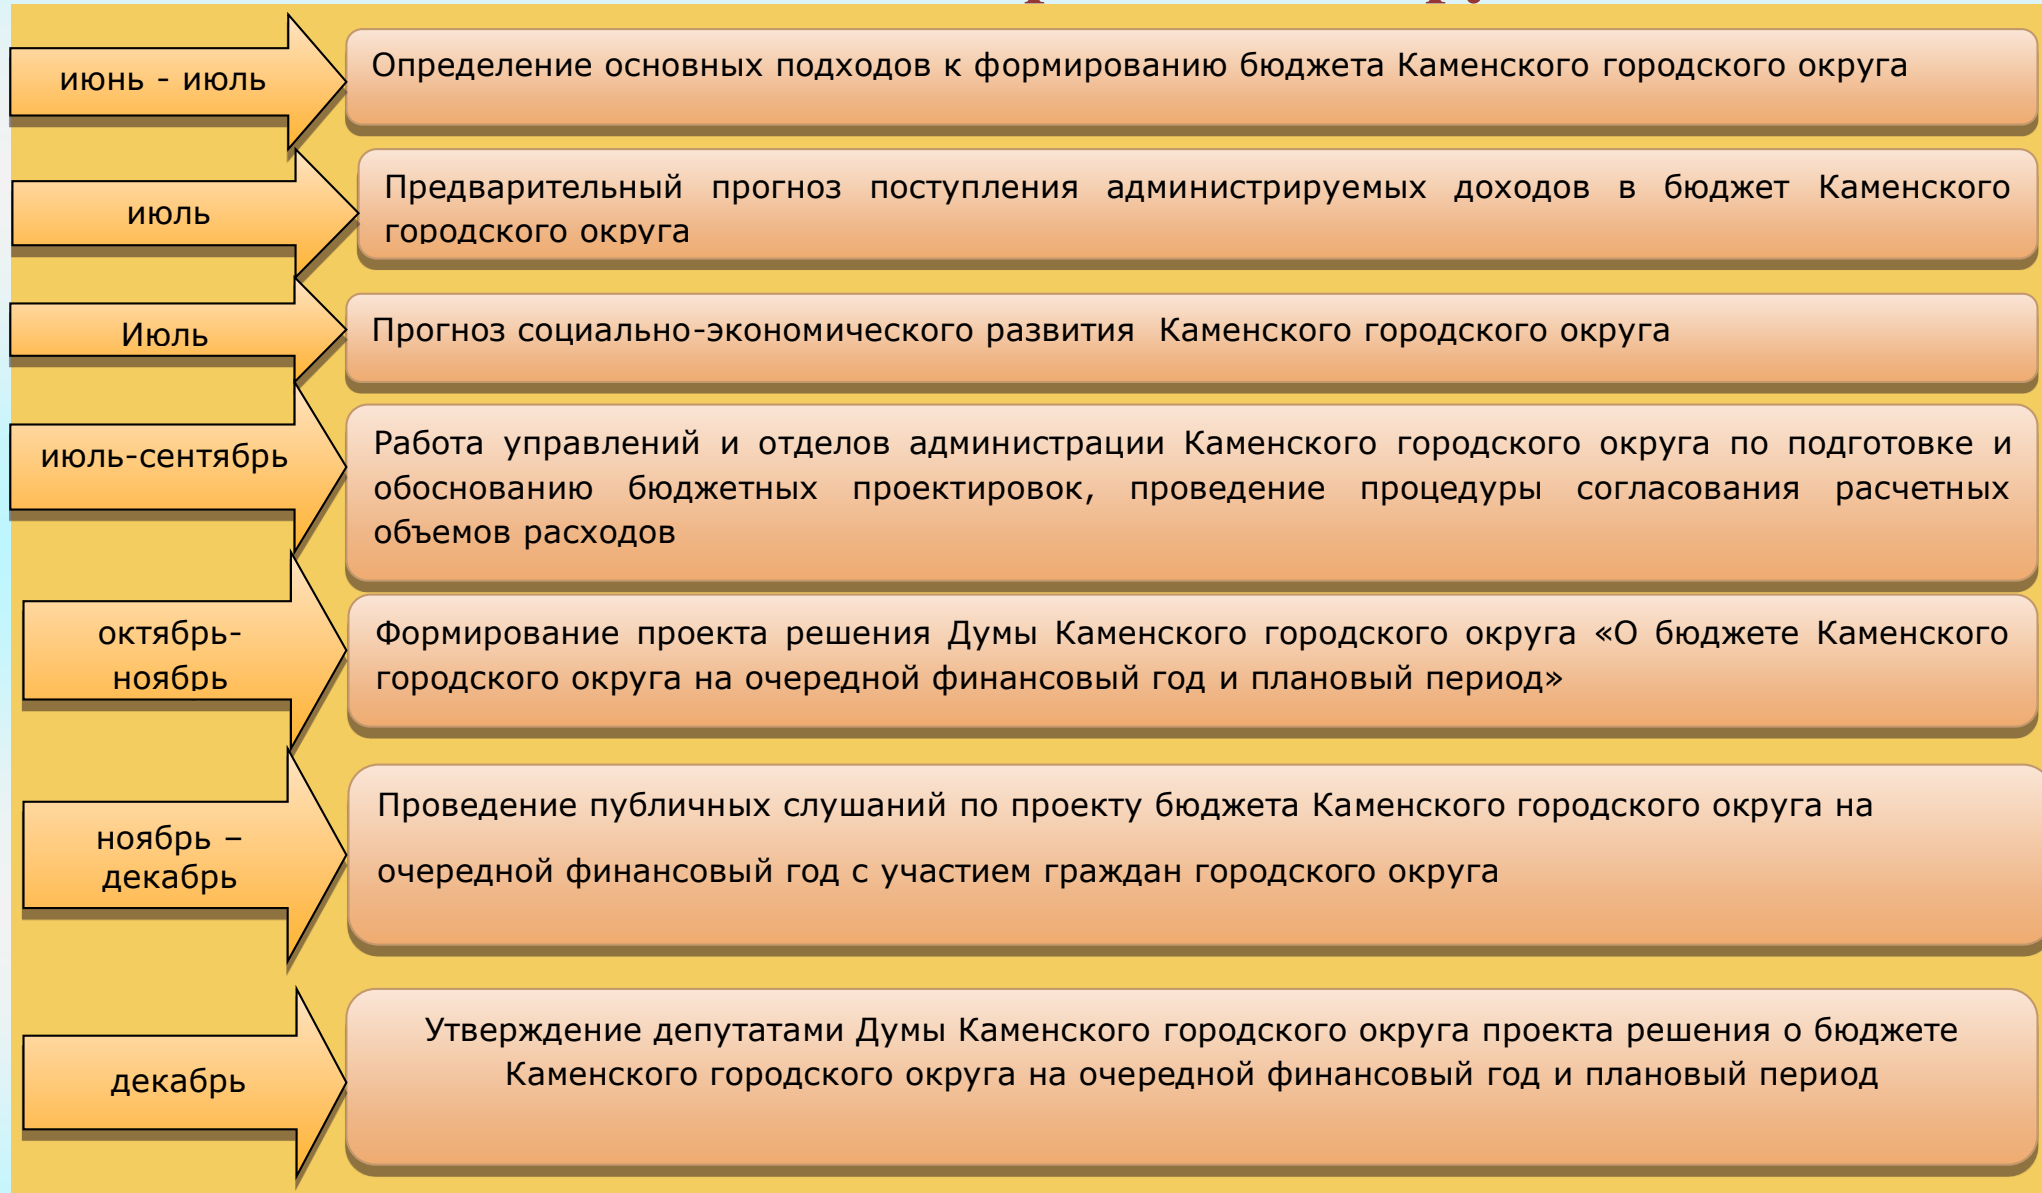 июнь - июль
Определение основных подходов к формированию бюджета Каменского городского округа
июль
Предварительный прогноз поступления администрируемых доходов в бюджет Каменского
городского округа
Июль
Прогноз социально-экономического развития Каменского городского округа
июль-сентябрь
Работа управлений и отделов администрации Каменского городского округа по подготовке и
обоснованию бюджетных проектировок, проведение процедуры согласования расчетных
объемов расходов
октябрь-
ноябрь
Формирование проекта решения Думы Каменского городского округа «О бюджете Каменского
городского округа на очередной финансовый год и плановый период»
ноябрь –
декабрь
Проведение публичных слушаний по проекту бюджета Каменского городского округа на
очередной финансовый год с участием граждан городского округа
декабрь
Утверждение депутатами Думы Каменского городского округа проекта решения о бюджете
Каменского городского округа на очередной финансовый год и плановый период